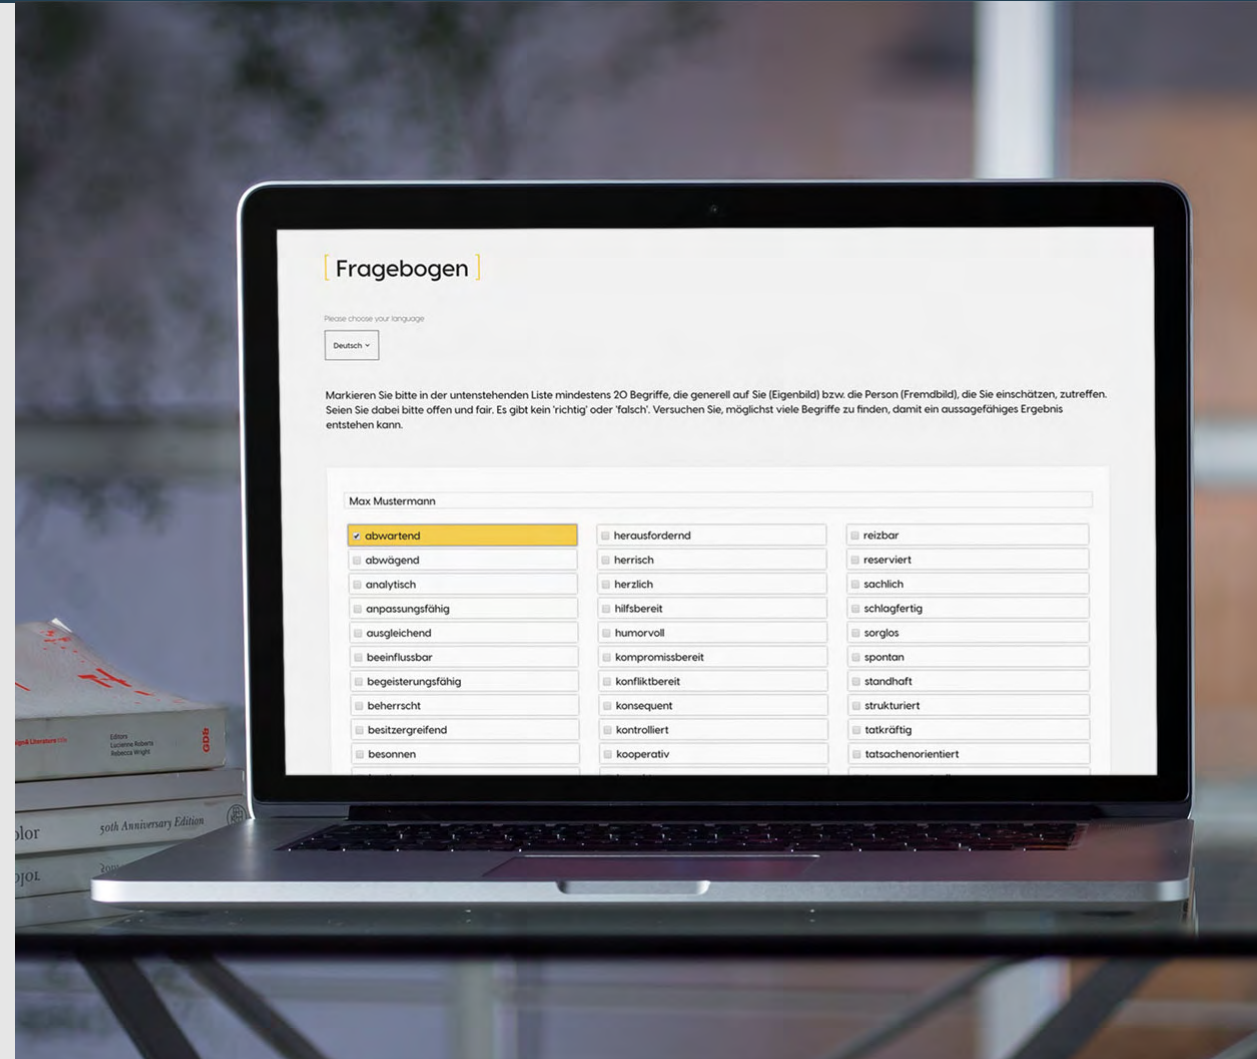 [ Fragebogen ]
Please choose your language
Deutsch
Markieren Sie bitte in der untenstehenden Liste mindestens 20 Begriffe, die generell auf Sie (Eigenbild) bzw. die Person (Fremdbild), die Sie einschätzen, zutreffen.
Seien Sie dabei bitte offen und fair. Es gibt kein 'richtig' oder 'falsch'. Versuchen Sie, möglichst viele Begriffe zu finden, damit ein aussagefähiges Ergebnis
entstehen kann.
Max Mustermann
abwartend
abwägend
analytisch
anpassungsfähig
ausgleichend
beeinflussbar
begeisterungsfähig
beherrscht
besitzergreifend
besonnen
herausfordernd
herrisch
herzlich
hilfsbereit
humorvoll
kompromissbereit
konfliktbereit
konsequent
kontrolliert
kooperativ
reizbar
reserviert
sachlich
schlagfertig
sorglos
spontan
standhaft
strukturiert
tatkräftig
tatsachenorientiert
Editors
Lucienne Roberts
Rebecca Wright
GDB
50th Anniversary Edition